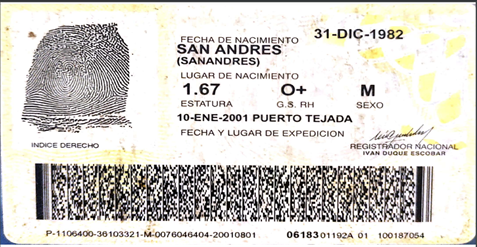 FECHA DE NACIMIENTO 31-DIC-1982
SAN ANDRES
(SANANDRES)
LUGAR DE NACIMIENTO
1.67 O+ M
ESTATURA G.S. RH SEXO
10-ENE-2001 PUERTO TEJADA
FECHA Y LUGAR DE EXPEDICION
INDICE DERECHO
REGISTRADOR NACIONAL
IVAN DUQUE ESCOBAR
P-1106400-36103321-M-0076046404-20010801 06183 01192A 01 100187054